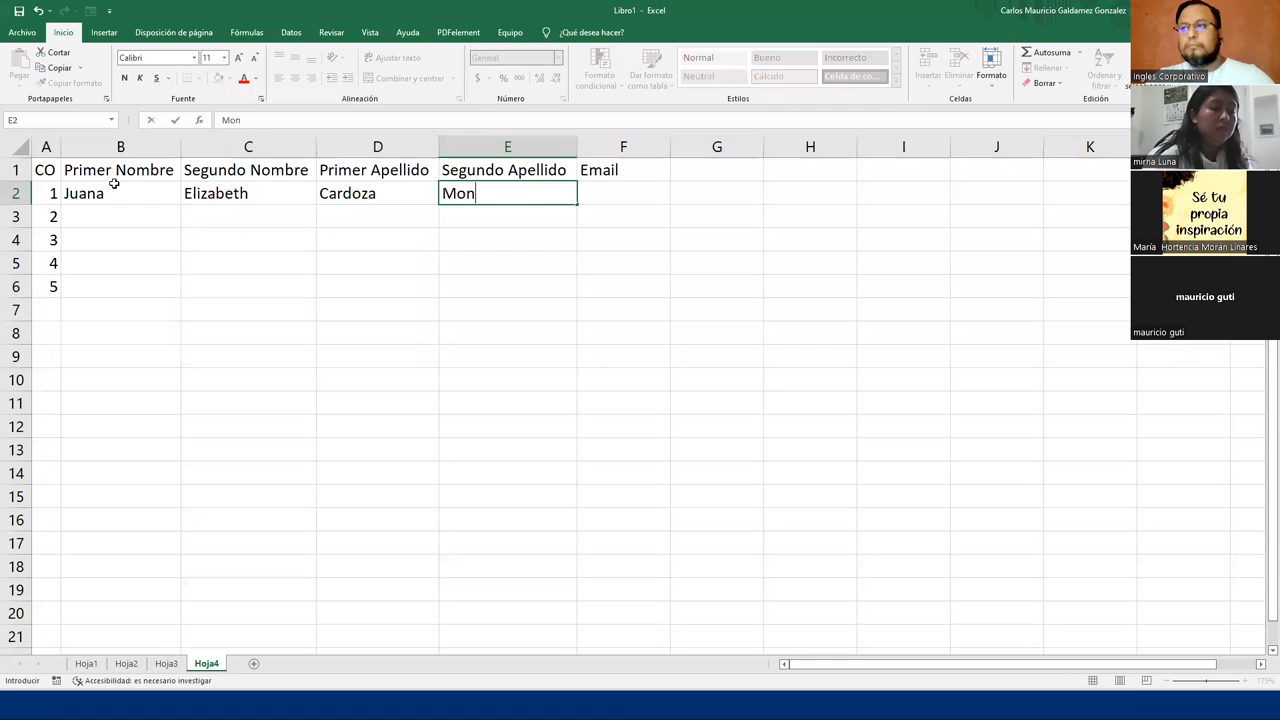 Libro1 - Excel
Carlos Mauricio Galdamez Gonzalez
Archivo Inicio Insertar Disposición de página Fórmulas Datos Revisar Vista Ayuda PDFelement Equipo ¿Qué desea hacer?
Pegar
Cortar
Copiar
Copiar formato
Portapapeles
Calibri 11
N K S
Fuente
Ajustar texto
Combinar y centrar
Alineación
General
$ % 000
Número
Formato condicional
Dar formato como tabla
Normal Bueno Incorrecto
Neutral Cálculo Celda de co...
Estilos
Insertar Eliminar Formato
Celdas
Autosuma
Rellenar
Borrar
Ordenar y
Edición
E2 fx Mon
A B C D E F G H I J K
1 CO Primer Nombre Segundo Nombre Primer Apellido Segundo Apellido Email
2 1 Juana Elizabeth Cardoza Mon
3 2
4 3
5 4
6 5
7
8
9
10
11
12
13
14
15
16
17
18
19
20
21
Hoja1 Hoja2 Hoja3 Hoja4
Introducir Accesibilidad: es necesario investigar
175%
Ingles Corporativo
mirna Luna
Sé tu
propia
inspiración
María Hortencia Morán Linares
mauricio guti
mauricio guti